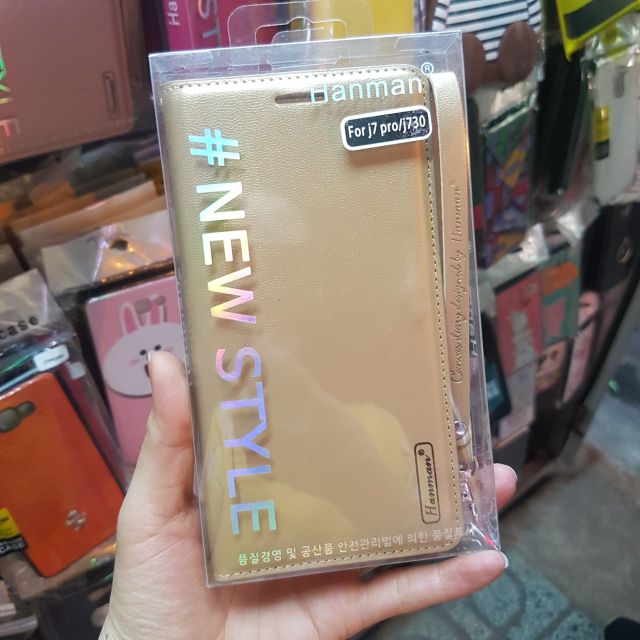 Hanman®
For j7 pro/j730
# NEW STYLE
Hanman®
품질경영 및 공산품 안전관리법에 의한 품질표